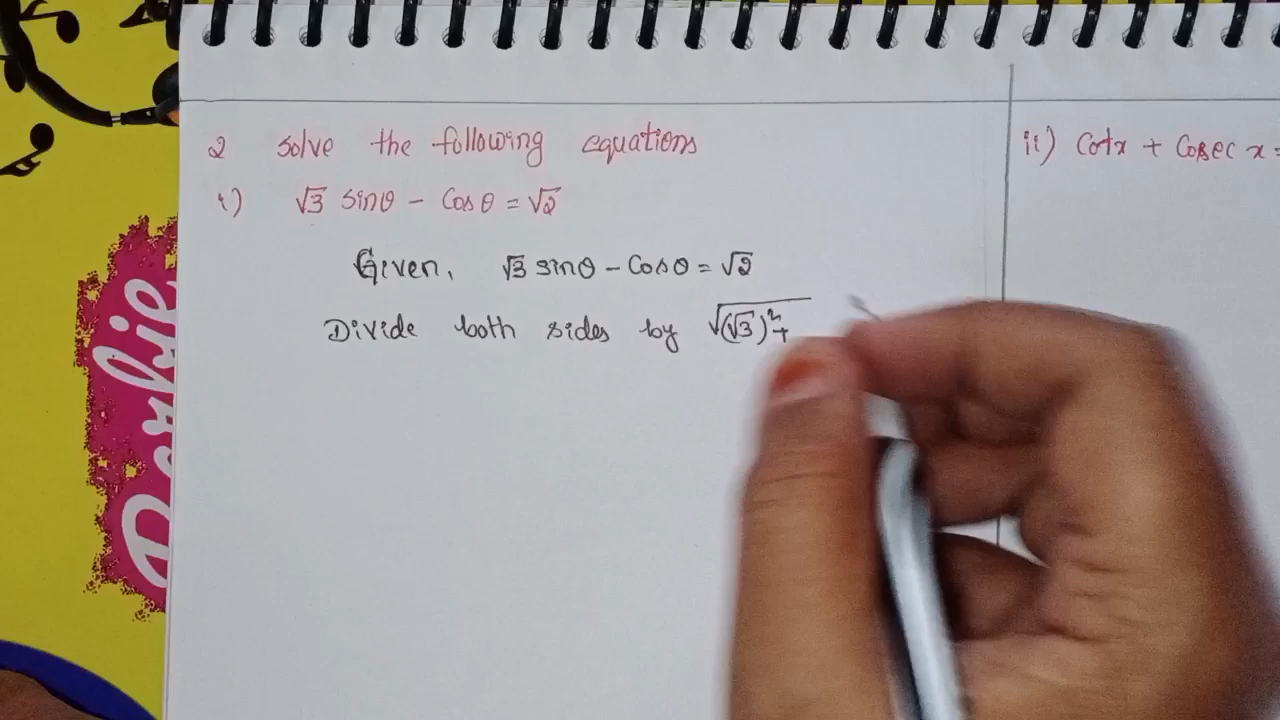 2 solve the following equations
i) √3 sinθ - Cosθ = √2
Given, √3 sinθ - Cosθ = √2
Divide both sides by √(√3)² +
ii) Cotx + Cosec x =